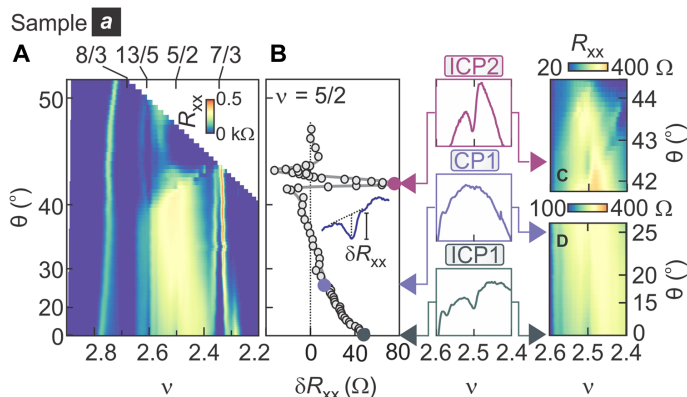 Sample a
A
8/3 13/5 5/2 7/3
Rxx
0.5
0 kΩ
θ (°)
50
40
30
20
0
2.8 2.6 2.4 2.2
ν
B
ν = 5/2
δRxx
0 40 80
δRxx (Ω)
ICP2
CP1
ICP1
2.6 2.5 2.4
ν
Rxx
20 400 Ω
C
44
43
42
θ (°)
100 400 Ω
D
25
20
15
0
θ (°)
2.6 2.5 2.4
ν